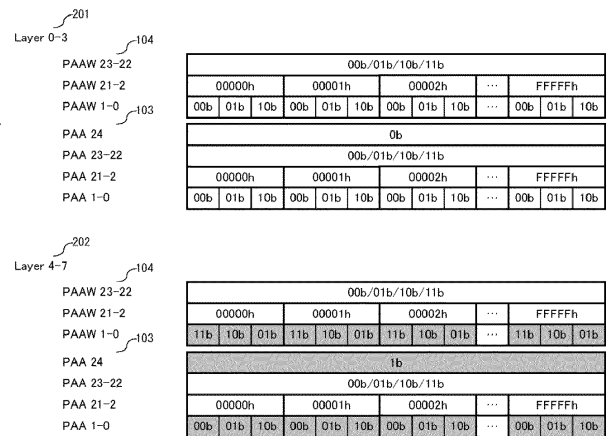 201
Layer 0-3
104
PAAW 23-22 00b/01b/10b/11b
PAAW 21-2 00000h 00001h 00002h ··· FFFFFh
PAAW 1-0 00b 01b 10b 00b 01b 10b 00b 01b 10b ··· 00b 01b 10b
103
PAA 24 0b
PAA 23-22 00b/01b/10b/11b
PAA 21-2 00000h 00001h 00002h ··· FFFFFh
PAA 1-0 00b 01b 10b 00b 01b 10b 00b 01b 10b ··· 00b 01b 10b
202
Layer 4-7
104
PAAW 23-22 00b/01b/10b/11b
PAAW 21-2 00000h 00001h 00002h ··· FFFFFh
PAAW 1-0 11b 10b 01b 11b 10b 01b 11b 10b 01b ··· 11b 10b 01b
103
PAA 24 1b
PAA 23-22 00b/01b/10b/11b
PAA 21-2 00000h 00001h 00002h ··· FFFFFh
PAA 1-0 00b 01b 10b 00b 01b 10b 00b 01b 10b ··· 00b 01b 10b